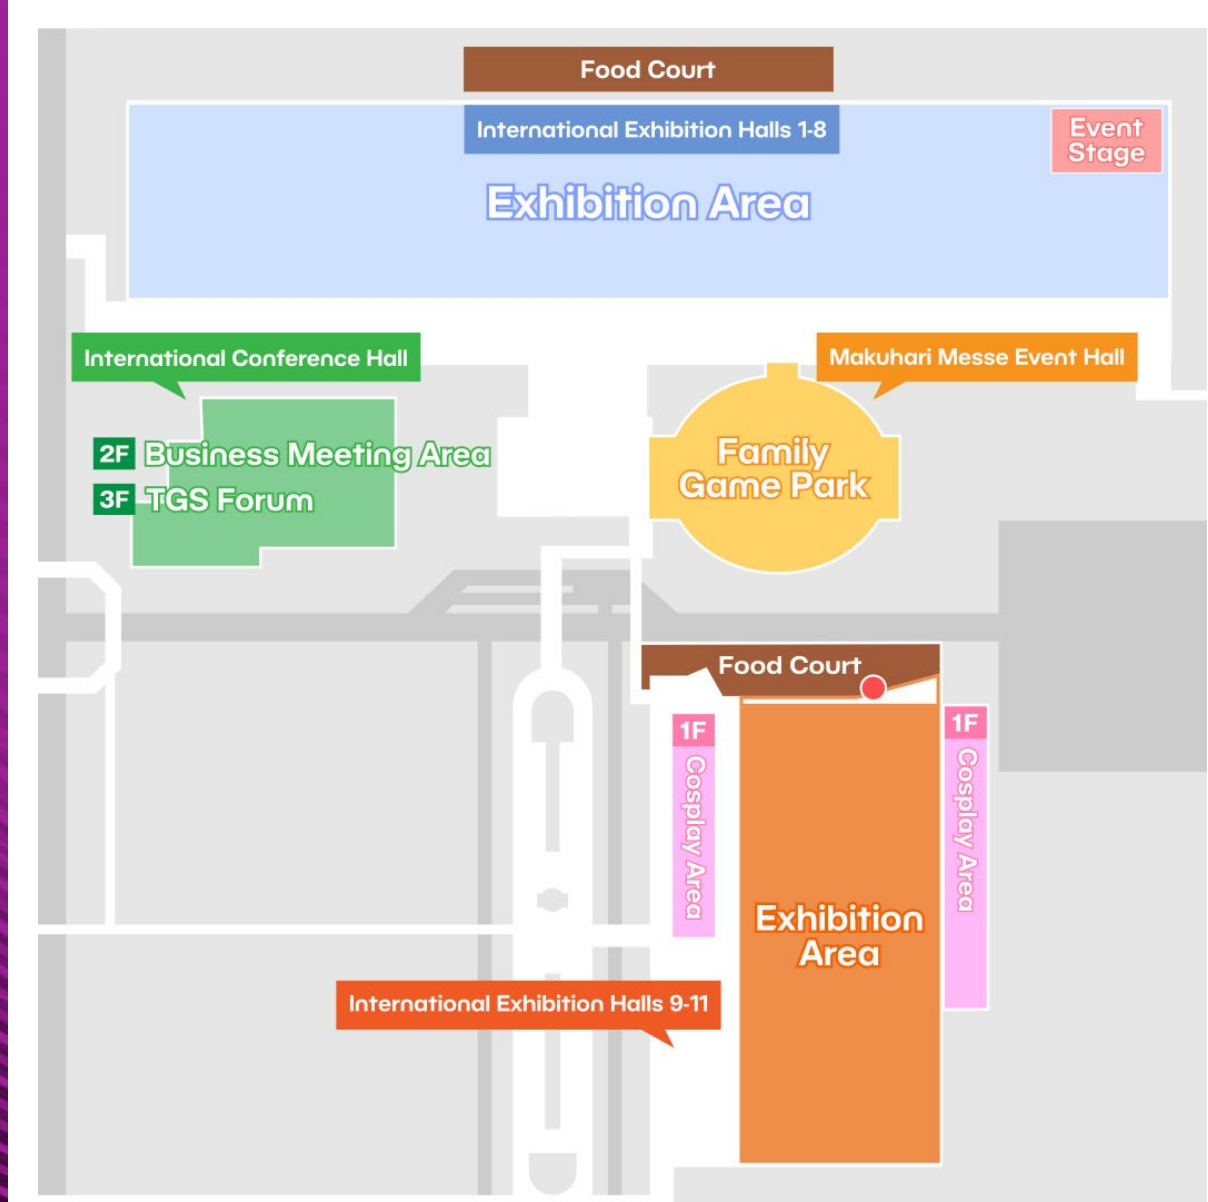 Food Court
International Exhibition Halls 1-8
Event
Stage
Exhibition Area
International Conference Hall
Makuhari Messe Event Hall
2F Business Meeting Area
3F TGS Forum
Family
Game Park
Food Court
1F
Cosplay Area
1F
Cosplay Area
Exhibition
Area
International Exhibition Halls 9-11